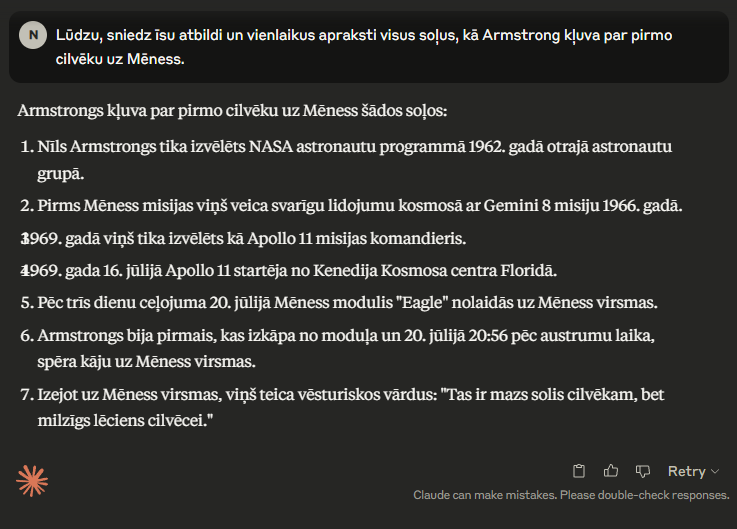 N
Lūdzu, sniedz īsu atbildi un vienlaikus apraksti visus soļus, kā Armstrong kļuva par pirmo
cilvēku uz Mēness.
Armstrongs kļuva par pirmo cilvēku uz Mēness šādos soļos:
1. Nīls Armstrongs tika izvēlēts NASA astronautu programmā 1962. gadā otrajā astronautu
grupā.
2. Pirms Mēness misijas viņš veica svarīgu lidojumu kosmosā ar Gemini 8 misiju 1966. gadā.
3. 1969. gadā viņš tika izvēlēts kā Apollo 11 misijas komandieris.
4. 1969. gada 16. jūlijā Apollo 11 startēja no Kenedija Kosmosa centra Floridā.
5. Pēc trīs dienu ceļojuma 20. jūlijā Mēness modulis "Eagle" nolaidās uz Mēness virsmas.
6. Armstrongs bija pirmais, kas izkāpa no moduļa un 20. jūlijā 20:56 pēc austrumu laika,
spēra kāju uz Mēness virsmas.
7. Izejot uz Mēness virsmas, viņš teica vēsturiskos vārdus: "Tas ir mazs solis cilvēkam, bet
milzīgs lēciens cilvēcei."
Retry
Claude can make mistakes. Please double-check responses.